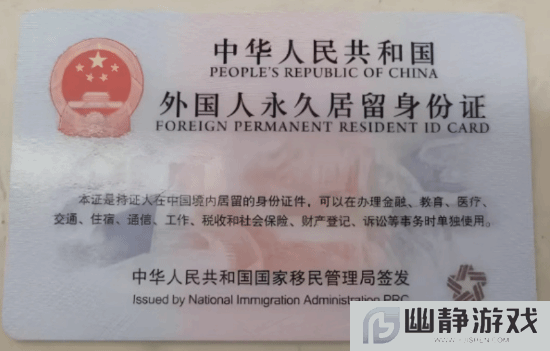 中华人民共和国
PEOPLE'S REPUBLIC OF CHINA
外国人永久居留身份证
FOREIGN PERMANENT RESIDENT ID CARD
本证是持证人在中国境内居留的身份证件，可以在办理金融、教育、医疗、
交通、住宿、通信、工作、税收和社会保险、财产登记、诉讼等事务时单独使用。
中华人民共和国国家移民管理局签发
Issued by National Immigration Administration PRC
幽静游戏